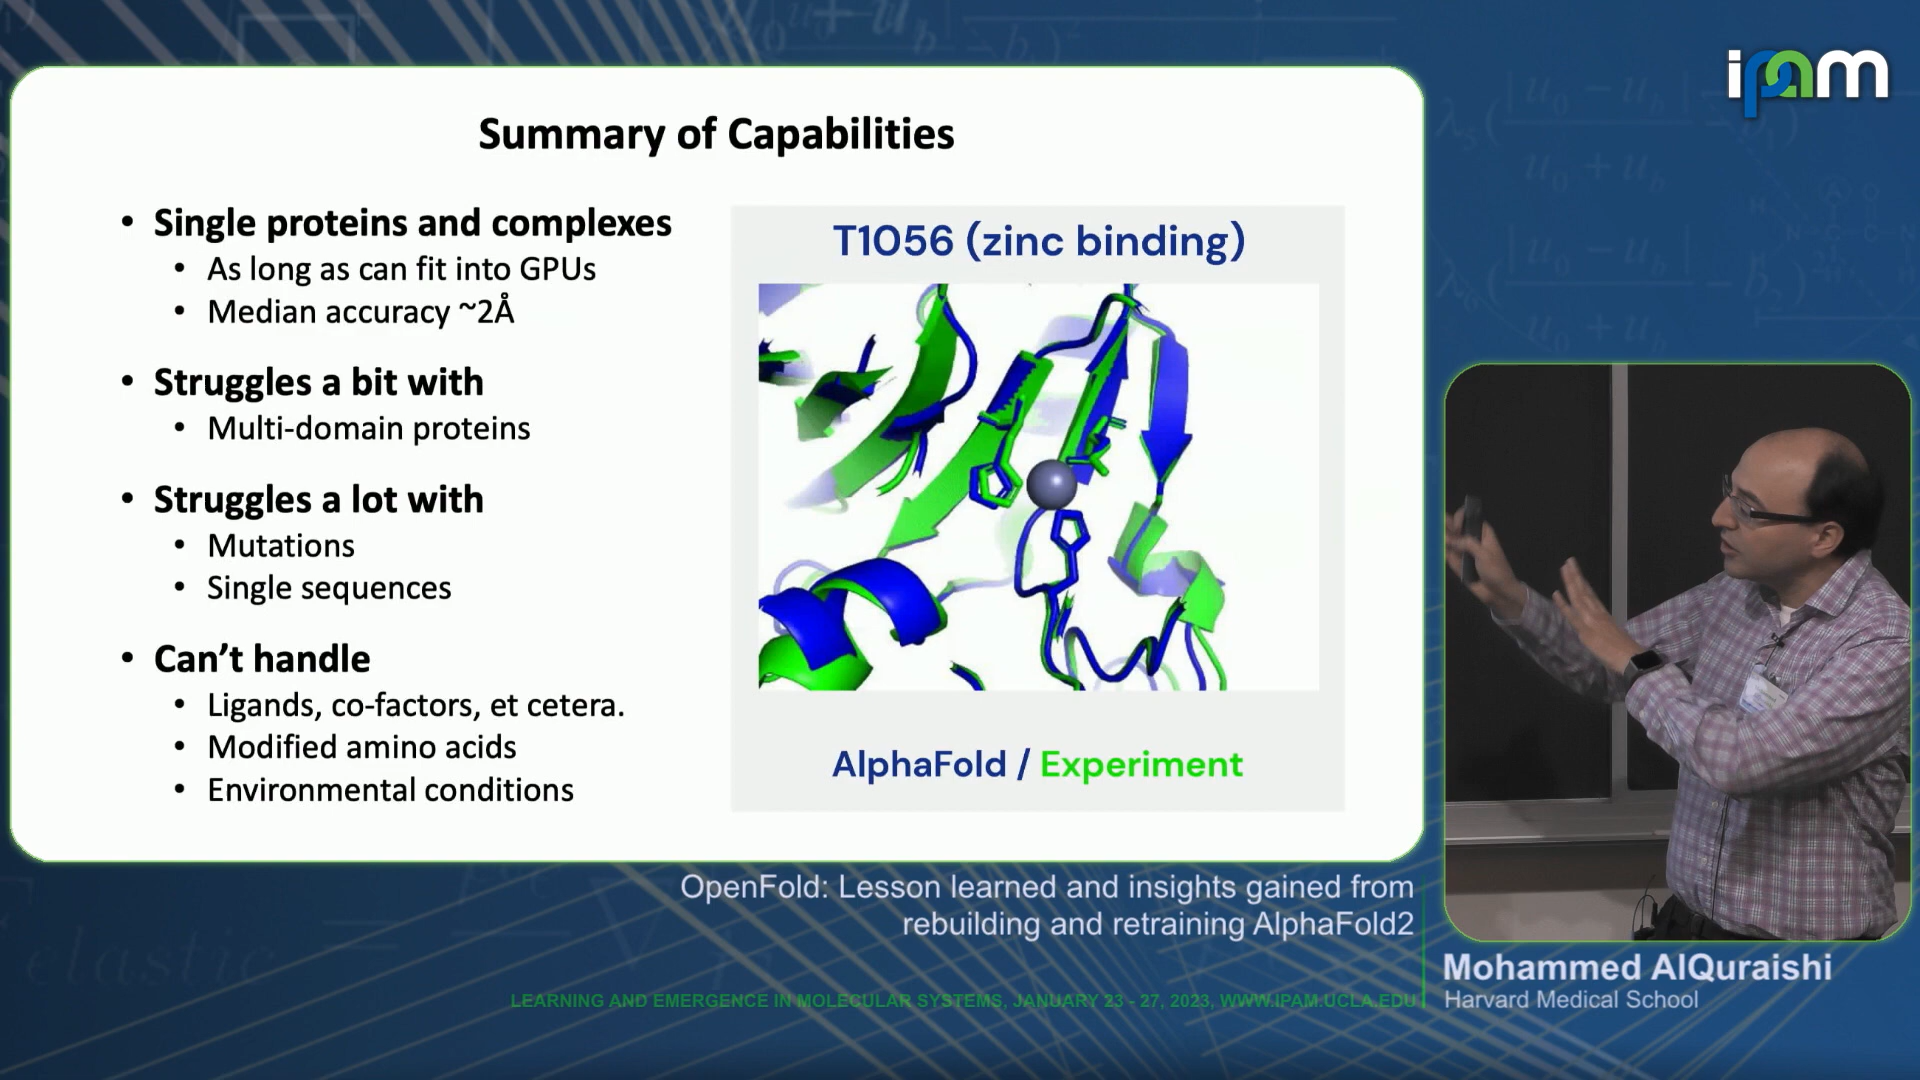 ipam
Summary of Capabilities
• Single proteins and complexes
• As long as can fit into GPUs
• Median accuracy ~2Å
• Struggles a bit with
• Multi-domain proteins
• Struggles a lot with
• Mutations
• Single sequences
• Can’t handle
• Ligands, co-factors, et cetera.
• Modified amino acids
• Environmental conditions
T1056 (zinc binding)
AlphaFold / Experiment
OpenFold: Lesson learned and insights gained from
rebuilding and retraining AlphaFold2
Mohammed AlQuraishi
Harvard Medical School
LEARNING AND EMERGENCE IN MOLECULAR SYSTEMS, JANUARY 23 - 27, 2023, WWW.IPAM.UCLA.EDU
elastic